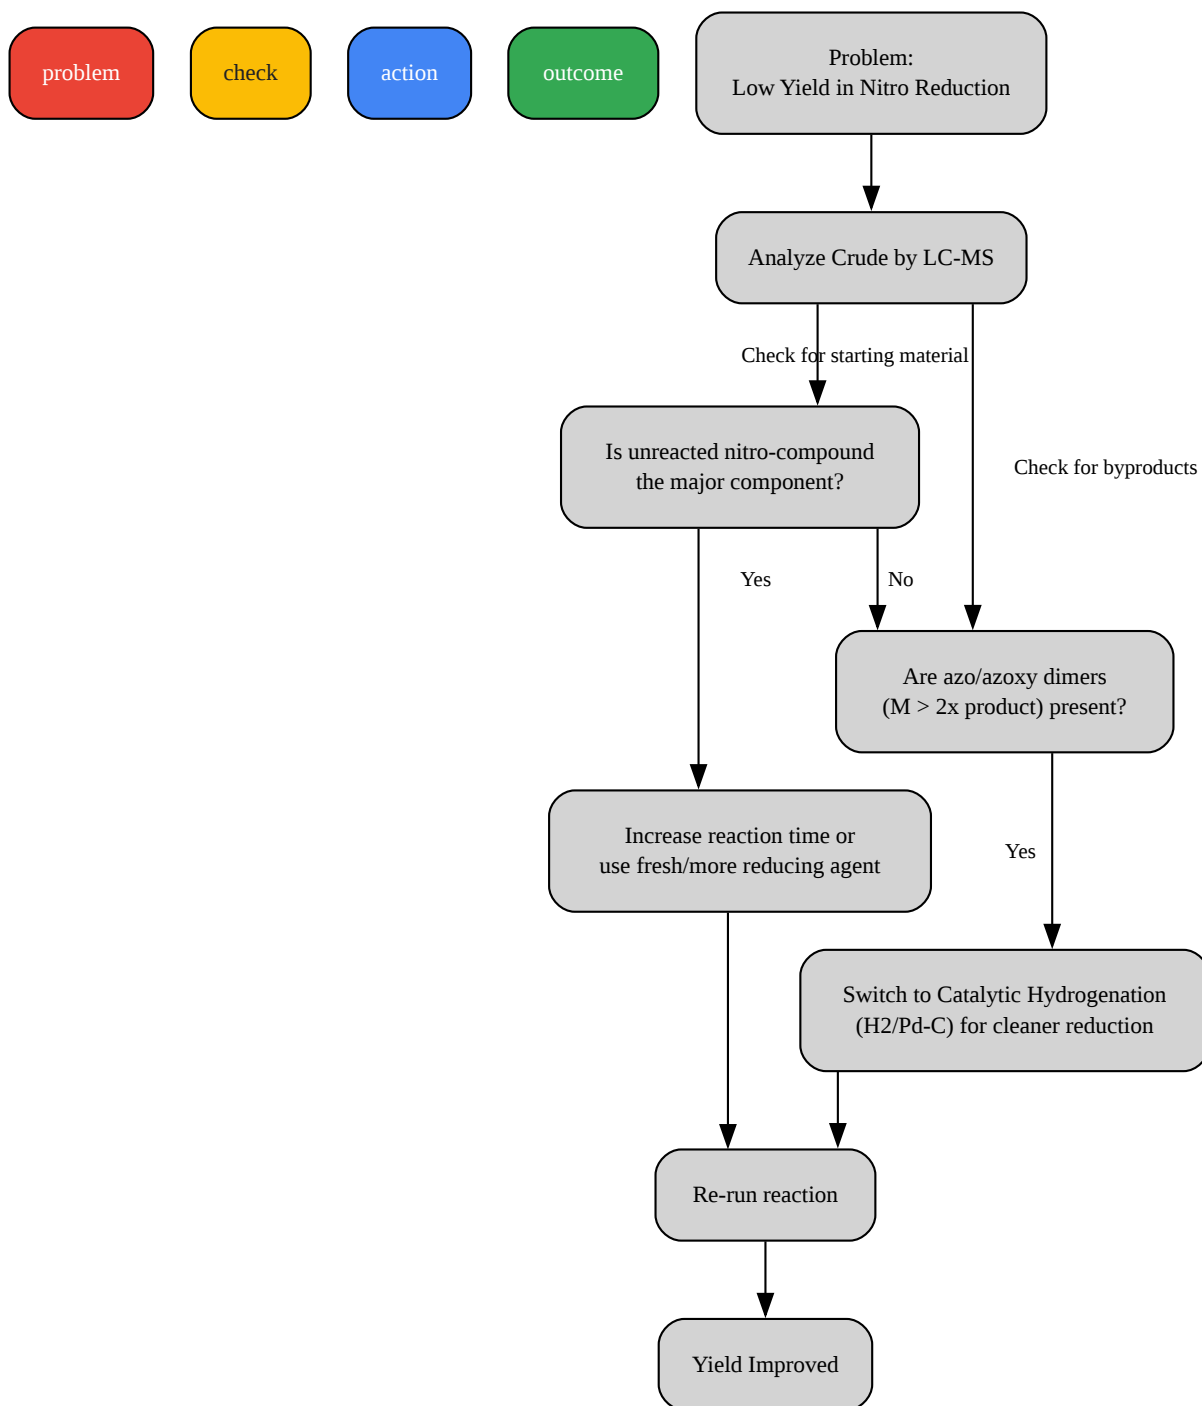 problem
check
action
outcome
Problem:
Low Yield in Nitro Reduction
Analyze Crude by LC-MS
Check for starting material
Is unreacted nitro-compound
the major component?
Check for byproducts
Yes
No
Are azo/azoxy dimers
(M > 2x product) present?
Increase reaction time or
use fresh/more reducing agent
Yes
Switch to Catalytic Hydrogenation
(H2/Pd-C) for cleaner reduction
Re-run reaction
Yield Improved